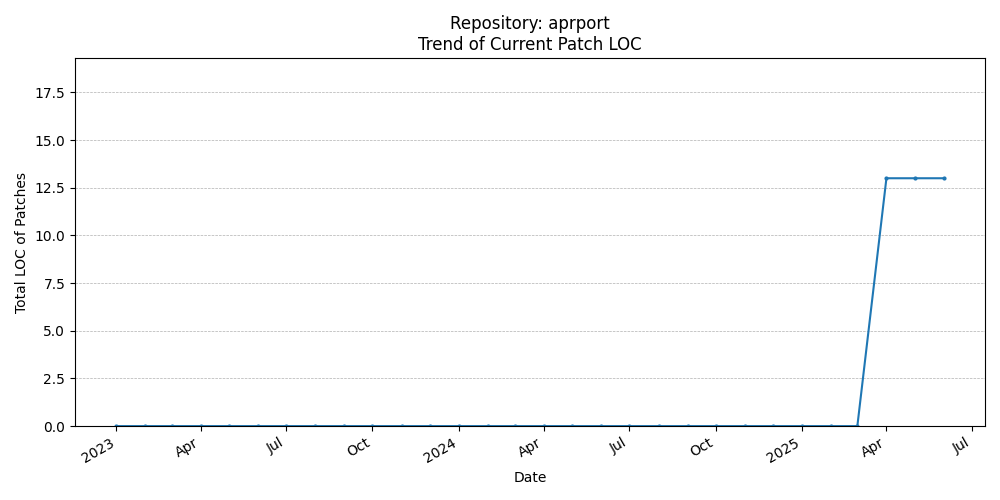 Repository: aprport
Trend of Current Patch LOC
Total LOC of Patches
17.5
15.0
12.5
10.0
7.5
5.0
2.5
0.0
2023
Apr
Jul
Oct
2024
Apr
Jul
Oct
2025
Apr
Jul
Date